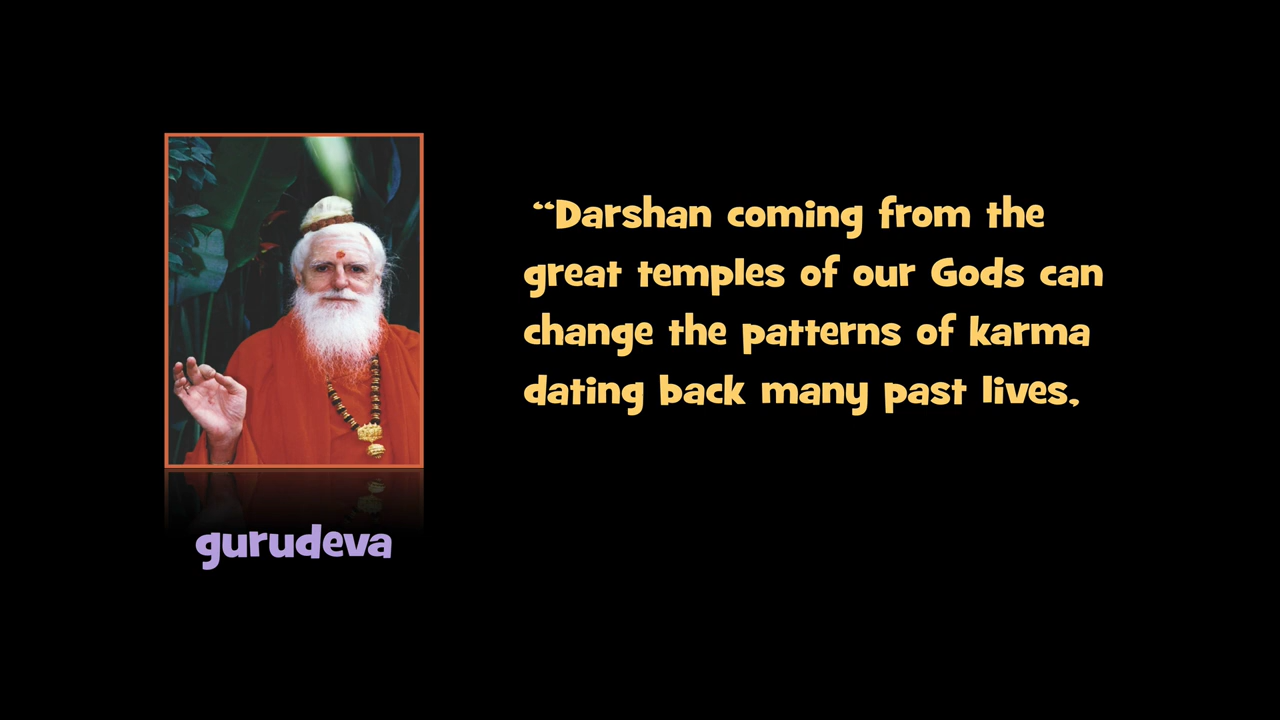 “Darshan coming from the
great temples of our Gods can
change the patterns of karma
dating back many past lives,
gurudeva